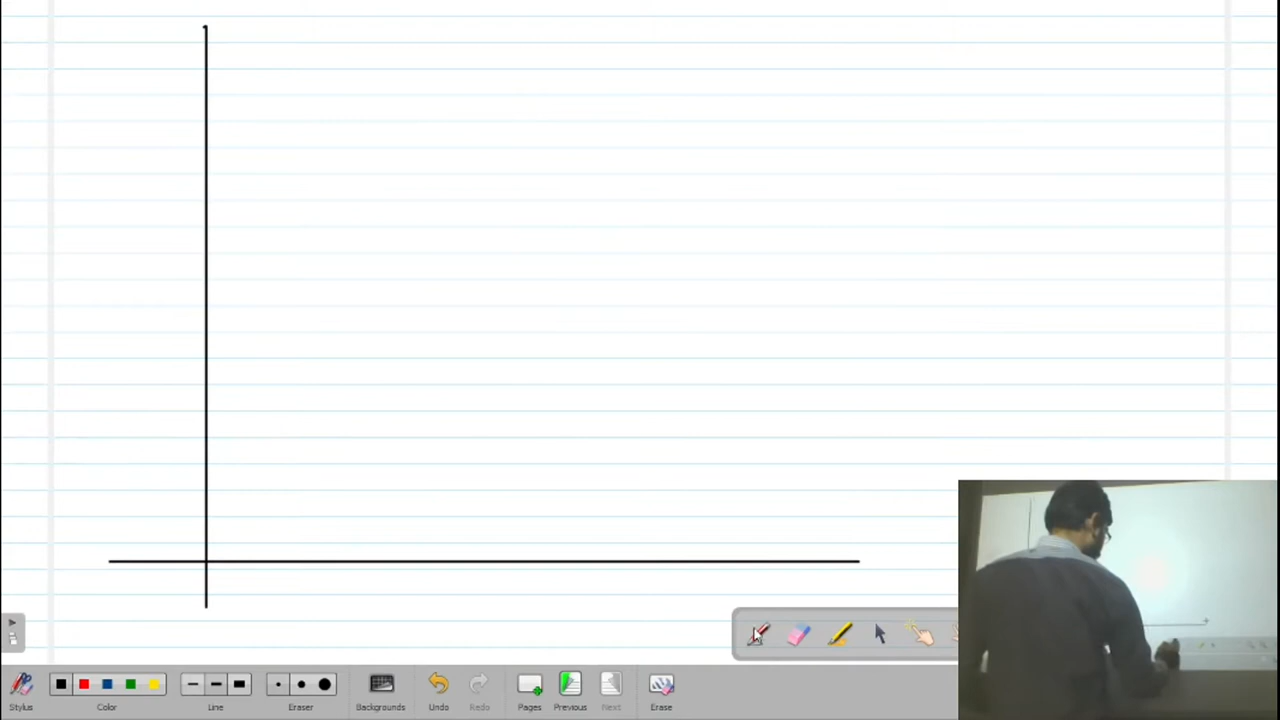 Stylus
Color
Line
Eraser
Backgrounds
Undo
Redo
Pages
Previous
Next
Erase